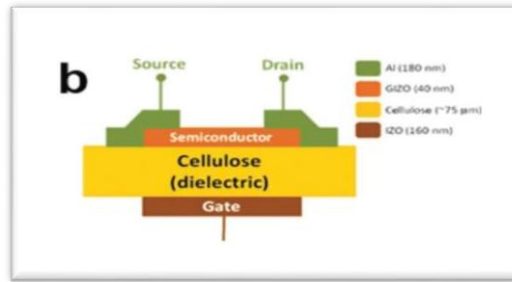 b
Source
Drain
Semiconductor
Cellulose
(dielectric)
Gate
Al (180 nm)
GIZO (40 nm)
Cellulose (~75 µm)
IZO (160 nm)